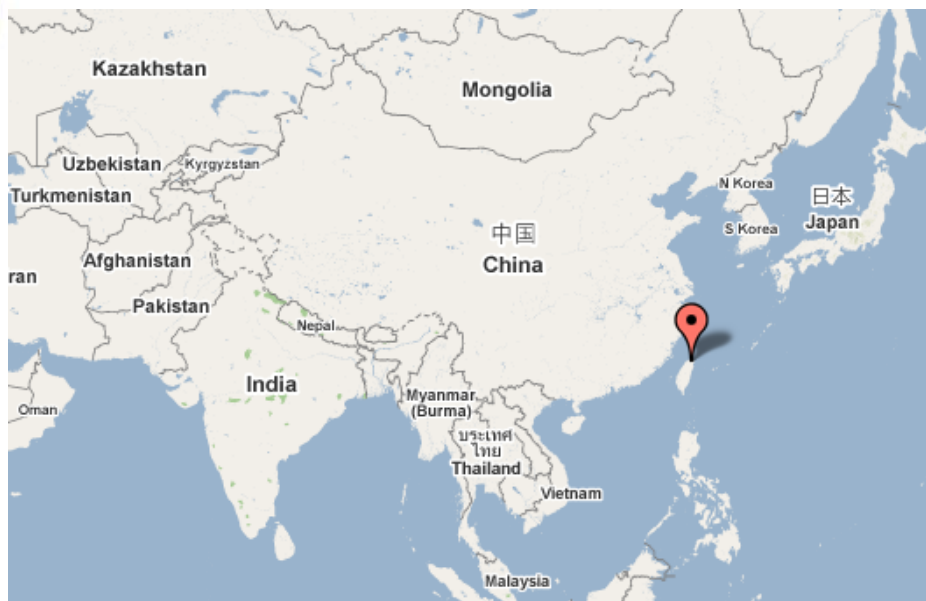 Kazakhstan
Mongolia
Uzbekistan
Kyrgyzstan
Turkmenistan
N Korea
日本
Japan
S Korea
中国
China
Afghanistan
ran
Pakistan
Nepal
India
Myanmar
(Burma)
Oman
ประเทศ
ไทย
Thailand
Vietnam
Malaysia